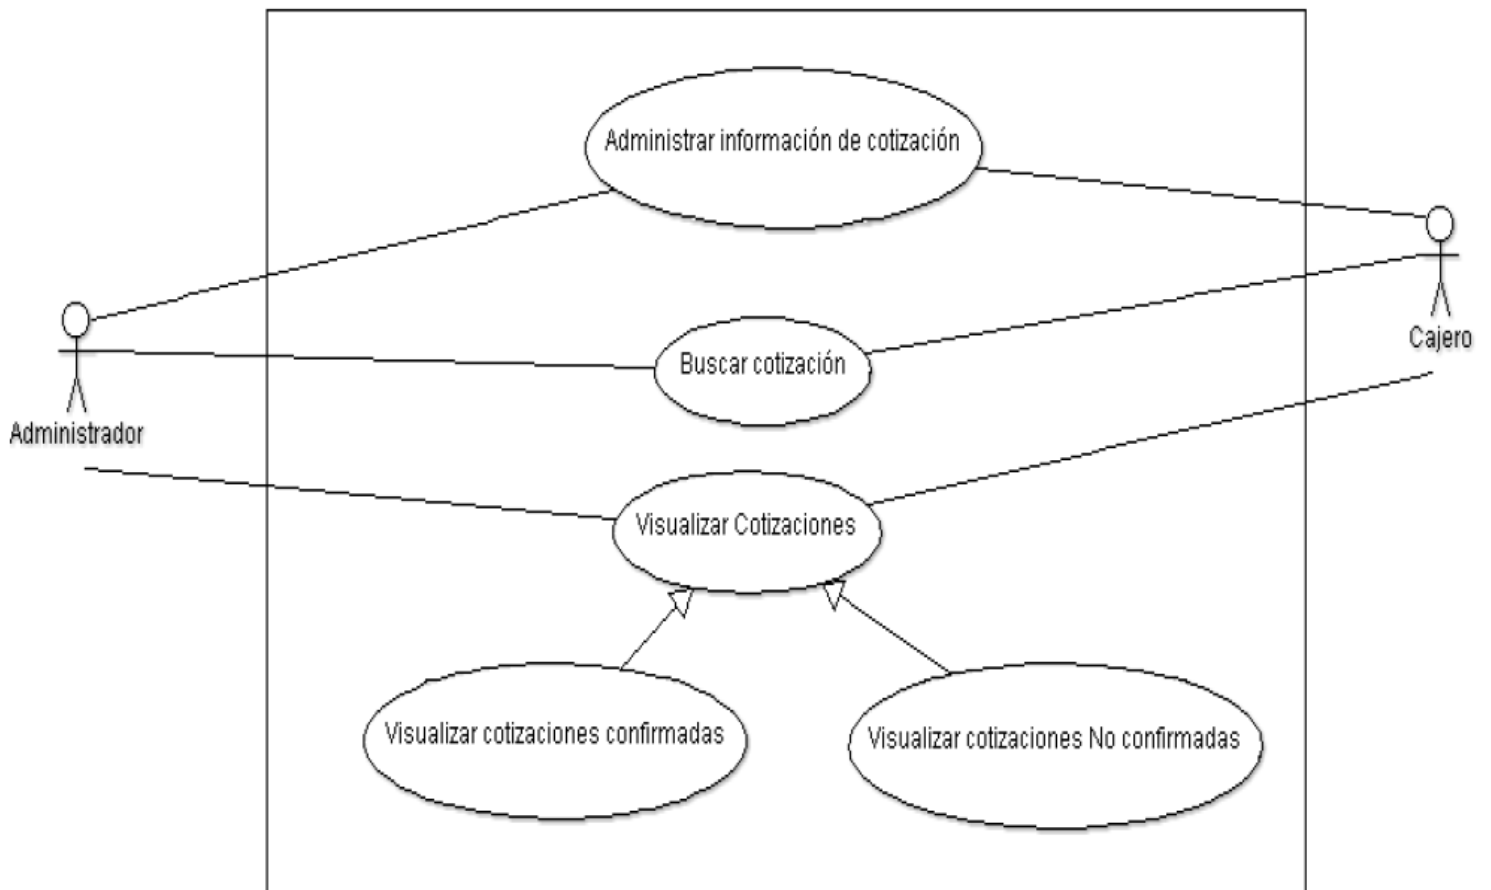 Administrar información de cotización
Cajero
Buscar cotización
Administrador
Visualizar Cotizaciones
Visualizar cotizaciones confirmadas
Visualizar cotizaciones No confirmadas